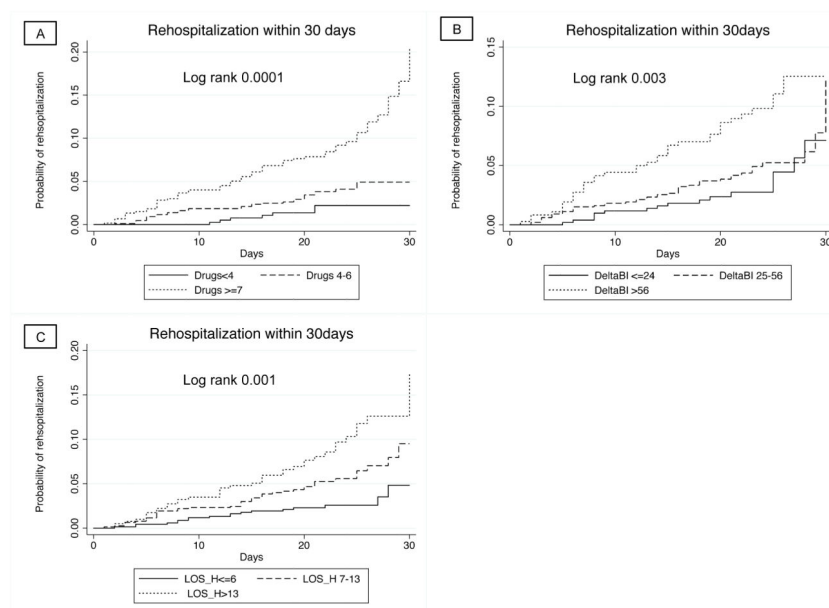 A
Rehospitalization within 30 days
Log rank 0.0001
Probability of rehsopitalization
0.20
0.15
0.10
0.05
0.00
0 10 20 30
Days
Drugs<4 Drugs 4-6
Drugs >=7
B
Rehospitalization within 30days
Log rank 0.003
Probability of rehsopitalization
0.15
0.10
0.05
0.00
0 10 20 30
Days
DeltaBI <=24 DeltaBI 25-56
DeltaBI >56
C
Rehospitalization within 30days
Log rank 0.001
Probability of rehsopitalization
0.20
0.15
0.10
0.05
0.00
0 10 20 30
Days
LOS_H<=6 LOS_H 7-13
LOS_H>13